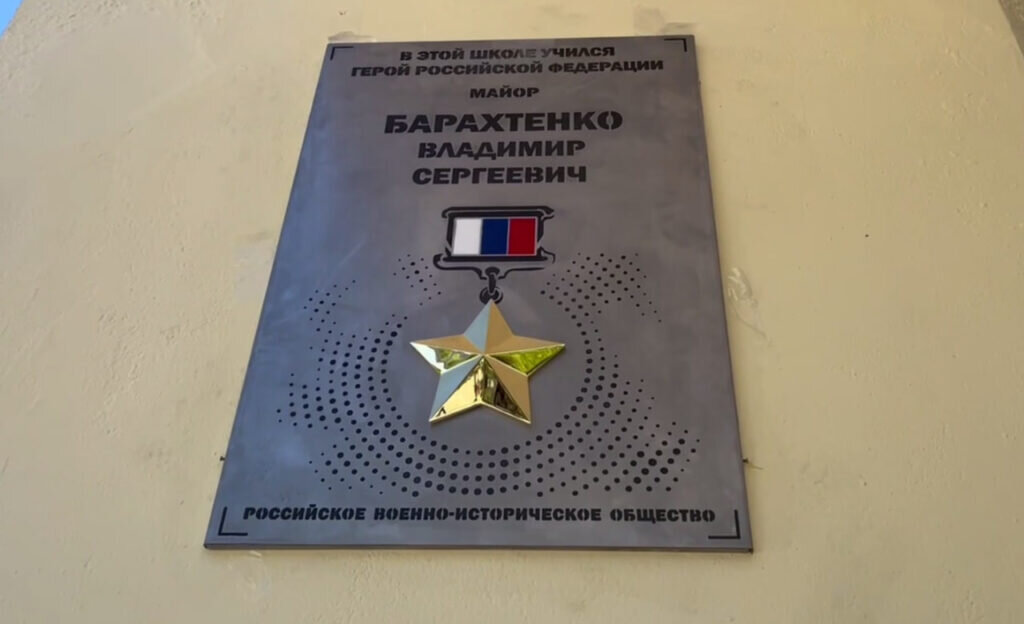 В ЭТОЙ ШКОЛЕ УЧИЛСЯ
ГЕРОЙ РОССИЙСКОЙ ФЕДЕРАЦИИ
МАЙОР
БАРАХТЕНКО
ВЛАДИМИР
СЕРГЕЕВИЧ
РОССИЙСКОЕ ВОЕННО-ИСТОРИЧЕСКОЕ ОБЩЕСТВО